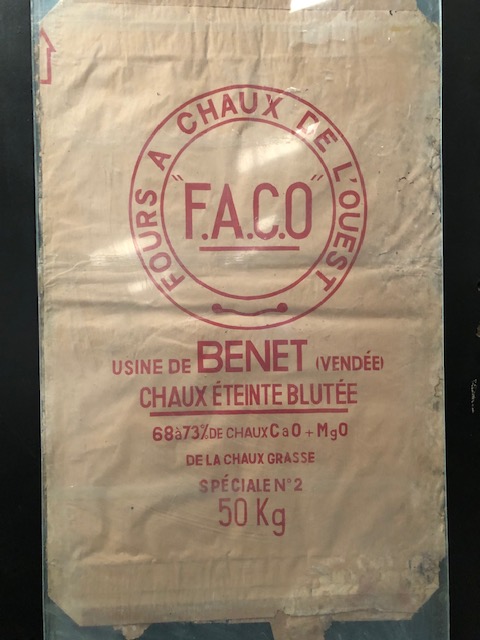 FOURS A CHAUX DE L'OUEST
"F.A.C.O"
USINE DE BENET (VENDÉE)
CHAUX ÉTEINTE BLUTÉE
68à73% DE CHAUX CaO + MgO
DE LA CHAUX GRASSE
SPÉCIALE N°2
50 Kg